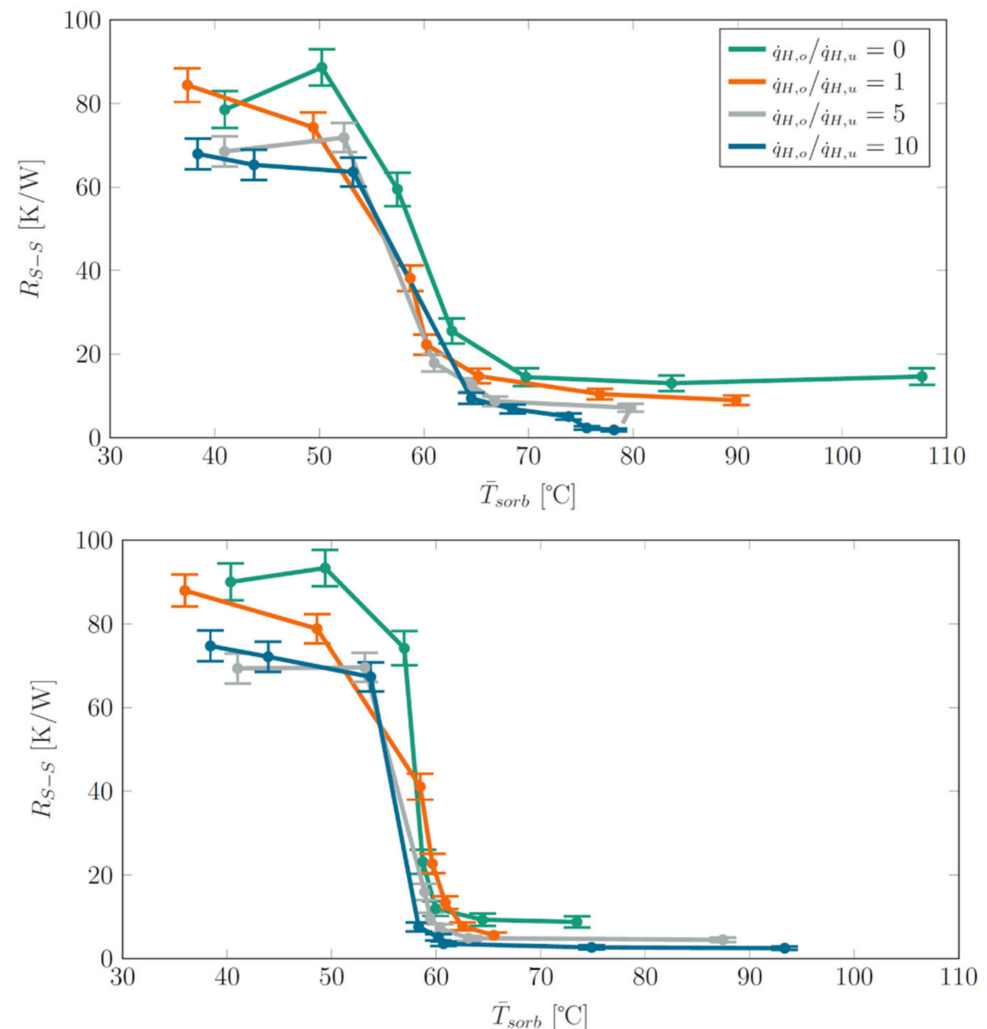 100
80
60
40
20
0
R_{S-S} [K/W]
q̇_{H,o}/q̇_{H,u} = 0
q̇_{H,o}/q̇_{H,u} = 1
q̇_{H,o}/q̇_{H,u} = 5
q̇_{H,o}/q̇_{H,u} = 10
30 40 50 60 70 80 90 100 110
T̄_{sorb} [°C]
100
80
60
40
20
0
R_{S-S} [K/W]
30 40 50 60 70 80 90 100 110
T̄_{sorb} [°C]